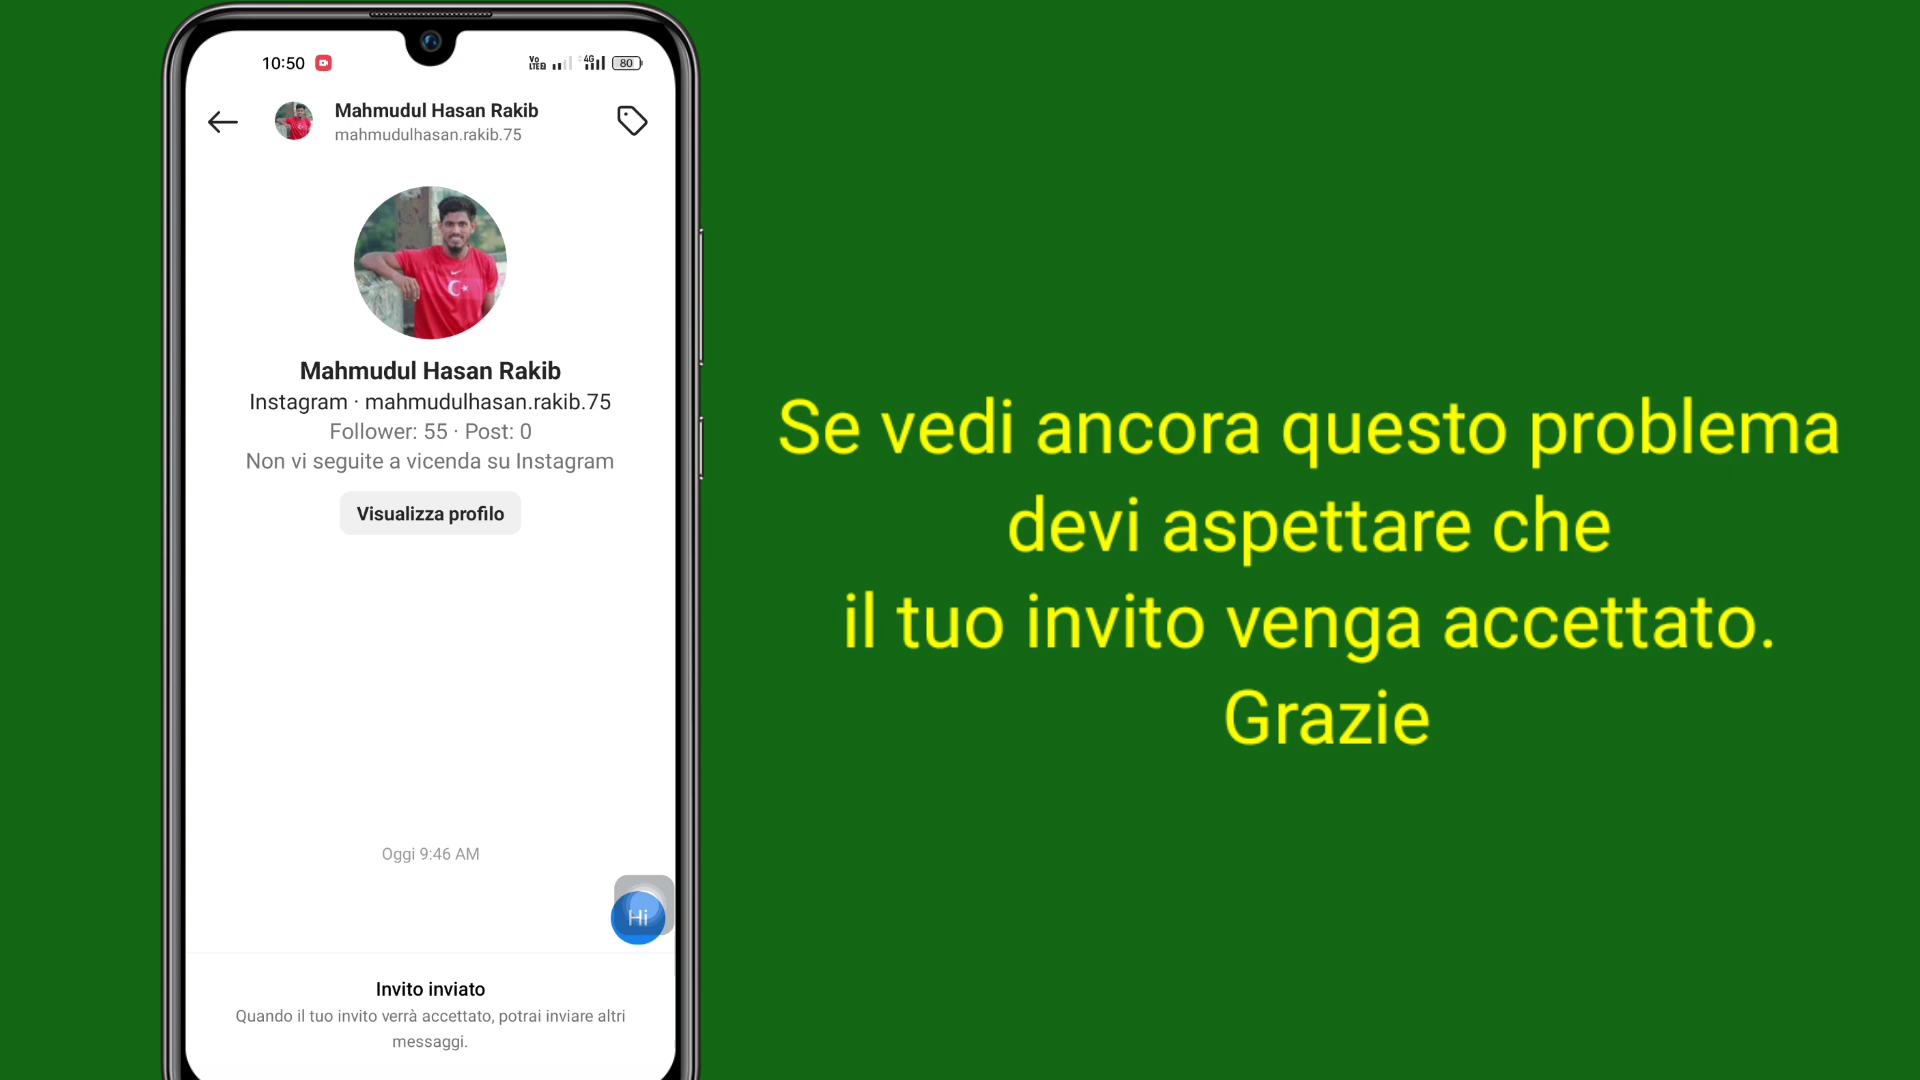 10:50
Vo LTE2 4G 80
Mahmudul Hasan Rakib
mahmudulhasan.rakib.75
Mahmudul Hasan Rakib
Instagram · mahmudulhasan.rakib.75
Follower: 55 · Post: 0
Non vi seguite a vicenda su Instagram
Visualizza profilo
Oggi 9:46 AM
Hi
Invito inviato
Quando il tuo invito verrà accettato, potrai inviare altri
messaggi.
Se vedi ancora questo problema
devi aspettare che
il tuo invito venga accettato.
Grazie